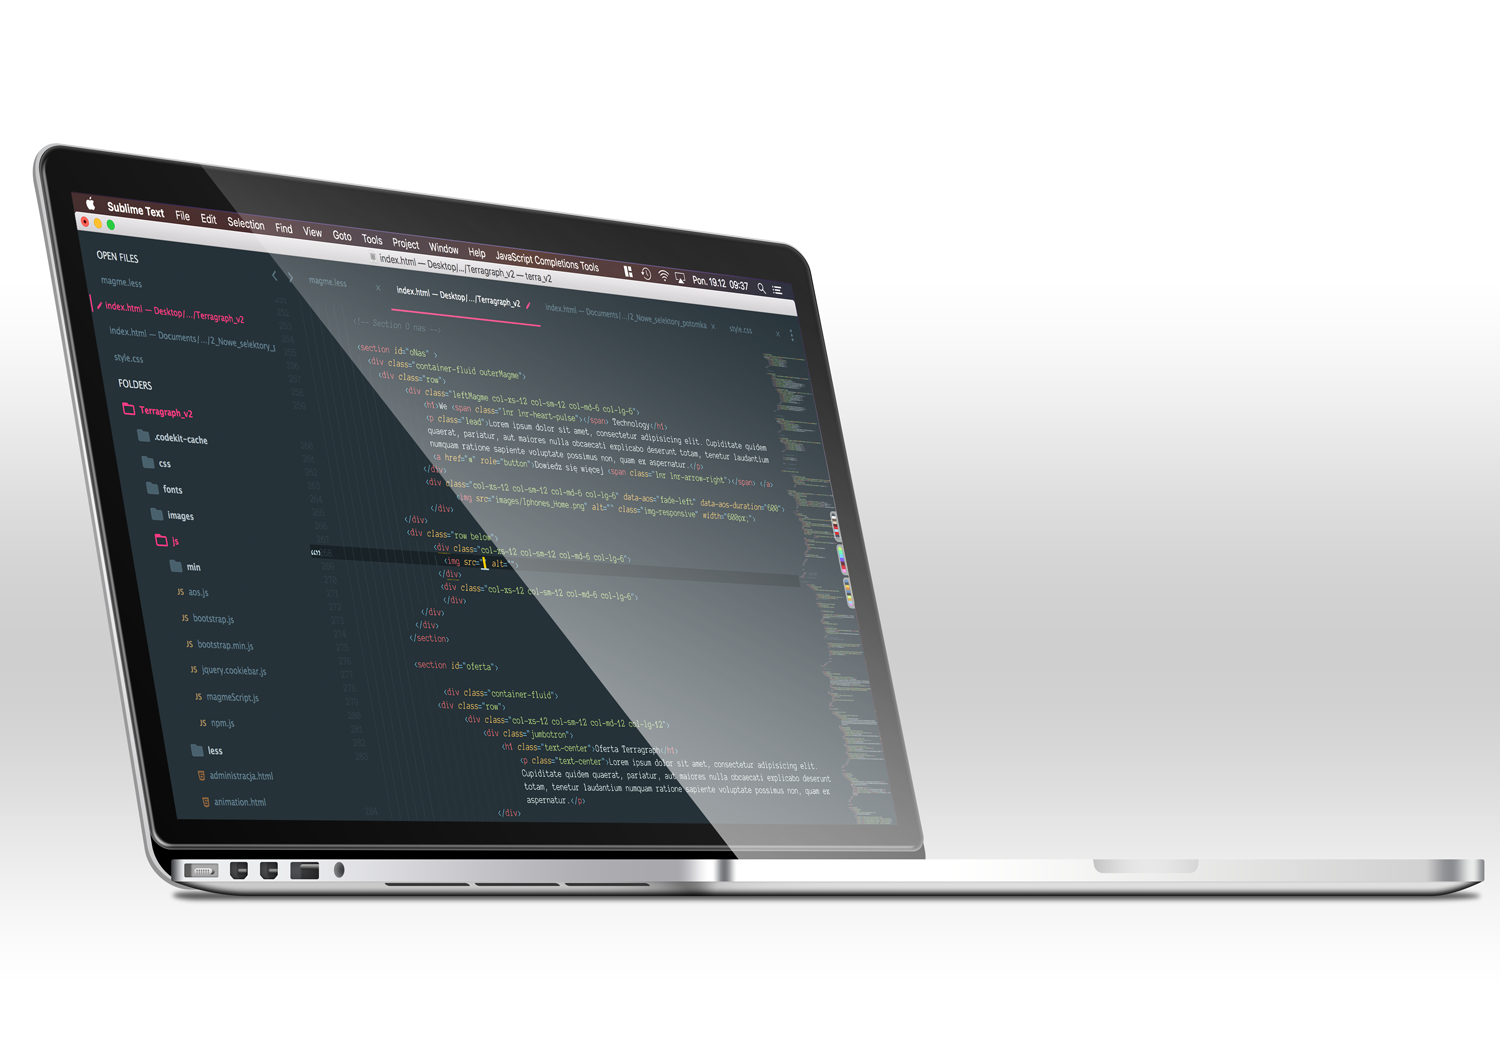 Sublime Text File Edit Selection Find View Goto Tools Project Window Help JavaScript Completions Tools Pon. 19.12 09:37
index.html — Desktop/.../Terragraph_v2 — terra_v2
OPEN FILES
magme.less
index.html — Desktop/.../Terragraph_v2
index.html — Documents/.../2_Nowe_selektory_
style.css
FOLDERS
Terragraph_v2
.codekit-cache
css
fonts
images
js
min
JS aos.js
JS bootstrap.js
JS bootstrap.min.js
JS jquery.cookiebar.js
JS magmeScript.js
JS npm.js
less
administracja.html
animation.html
magme.less x index.html — Desktop/.../Terragraph_v2 index.html — Documents/.../2_Nowe_selektory_potomka x style.css x
<!-- Section O nas -->
<section id="oNas" >
<div class="container-fluid outerMagme">
<div class="row">
<div class="leftMagme col-xs-12 col-sm-12 col-md-6 col-lg-6">
<h1>We <span class="lnr lnr-heart-pulse"></span> Technology</h1>
<p class="lead">Lorem ipsum dolor sit amet, consectetur adipisicing elit. Cupiditate quidem
quaerat, pariatur, aut maiores nulla obcaecati explicabo deserunt totam, tenetur laudantium
numquam ratione sapiente voluptate possimus non, quam ex aspernatur.</p>
<a href="#" role="button">Dowiedz się więcej <span class="lnr lnr-arrow-right"></span> </a>
</div>
<div class="col-xs-12 col-sm-12 col-md-6 col-lg-6" data-aos="fade-left" data-aos-duration="600">
<img src="images/Iphones_Home.png" alt="" class="img-responsive" width="600px;">
</div>
</div>
<div class="row below">
<div class="col-xs-12 col-sm-12 col-md-6 col-lg-6">
<img src=" alt="">
</div>
<div class="col-xs-12 col-sm-12 col-md-6 col-lg-6">
</div>
</div>
</div>
</section>
<section id="oferta">
<div class="container-fluid">
<div class="row">
<div class="col-xs-12 col-sm-12 col-md-12 col-lg-12">
<div class="jumbotron">
<h1 class="text-center">Oferta Terragraph</h1>
<p class="text-center">Lorem ipsum dolor sit amet, consectetur adipisicing elit.
Cupiditate quidem quaerat, pariatur, aut maiores nulla obcaecati explicabo deserunt
totam, tenetur laudantium numquam ratione sapiente voluptate possimus non, quam ex
aspernatur.</p>
</div>